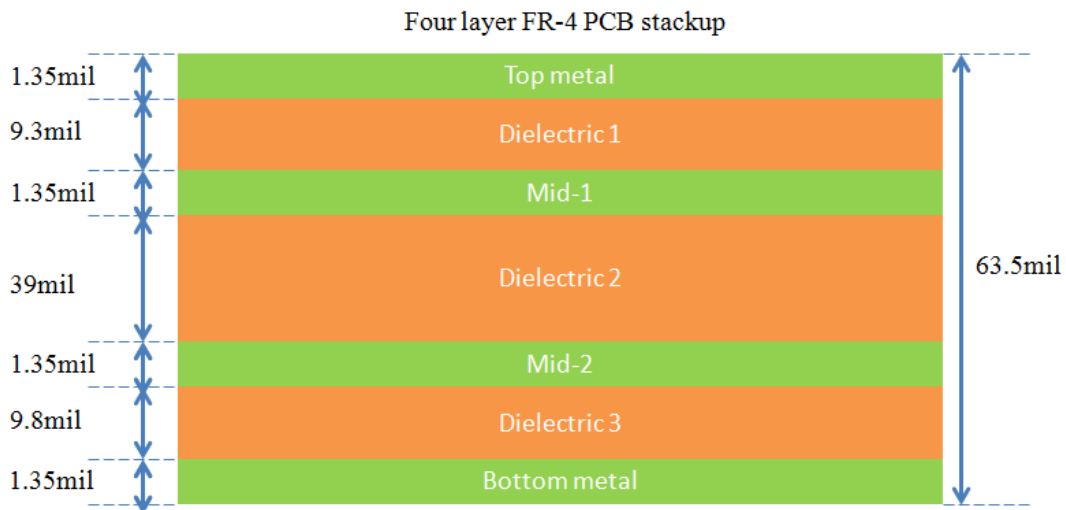 Four layer FR-4 PCB stackup
1.35mil
Top metal
9.3mil
Dielectric 1
1.35mil
Mid-1
39mil
Dielectric 2
63.5mil
1.35mil
Mid-2
9.8mil
Dielectric 3
1.35mil
Bottom metal